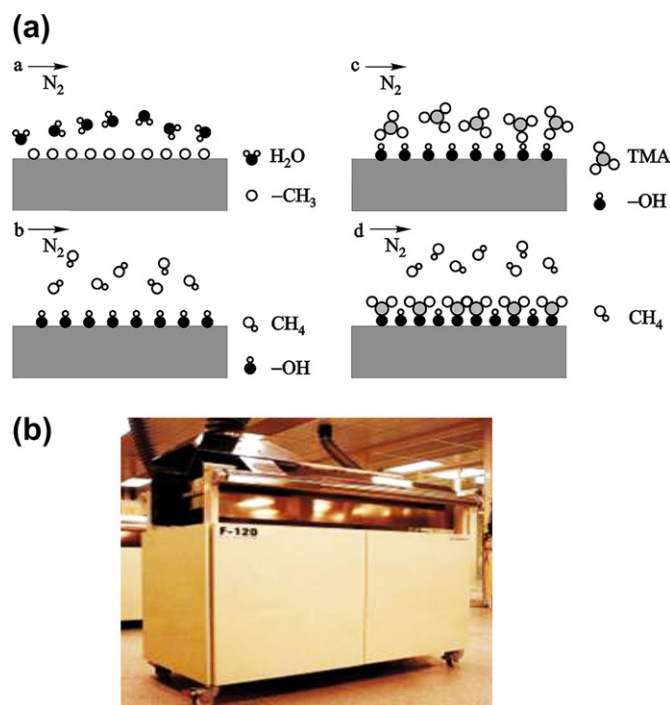 (a)
a
N₂
H₂O
–CH₃
b
N₂
CH₄
–OH
c
N₂
TMA
–OH
d
N₂
CH₄
(b)
F-120